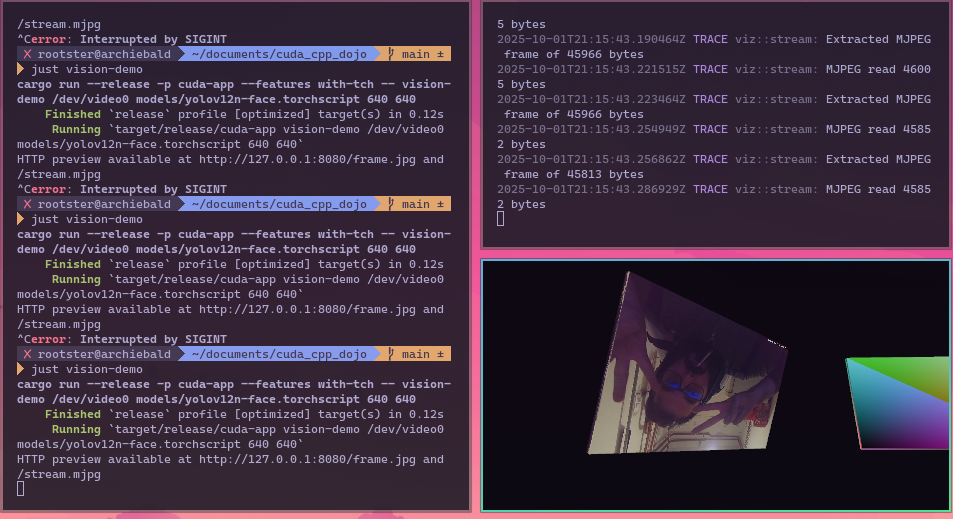 /stream.mjpg
^Cerror: Interrupted by SIGINT
X rootster@archiebald ~/documents/cuda_cpp_dojo main ±
just vision-demo
cargo run --release -p cuda-app --features with-tch -- vision-
demo /dev/video0 models/yolov12n-face.torchscript 640 640
Finished `release` profile [optimized] target(s) in 0.12s
Running `target/release/cuda-app vision-demo /dev/video0
models/yolov12n-face.torchscript 640 640`
HTTP preview available at http://127.0.0.1:8080/frame.jpg and
/stream.mjpg
^Cerror: Interrupted by SIGINT
X rootster@archiebald ~/documents/cuda_cpp_dojo main ±
just vision-demo
cargo run --release -p cuda-app --features with-tch -- vision-
demo /dev/video0 models/yolov12n-face.torchscript 640 640
Finished `release` profile [optimized] target(s) in 0.12s
Running `target/release/cuda-app vision-demo /dev/video0
models/yolov12n-face.torchscript 640 640`
HTTP preview available at http://127.0.0.1:8080/frame.jpg and
/stream.mjpg
^Cerror: Interrupted by SIGINT
X rootster@archiebald ~/documents/cuda_cpp_dojo main ±
just vision-demo
cargo run --release -p cuda-app --features with-tch -- vision-
demo /dev/video0 models/yolov12n-face.torchscript 640 640
Finished `release` profile [optimized] target(s) in 0.12s
Running `target/release/cuda-app vision-demo /dev/video0
models/yolov12n-face.torchscript 640 640`
HTTP preview available at http://127.0.0.1:8080/frame.jpg and
/stream.mjpg
5 bytes
2025-10-01T21:15:43.190464Z TRACE viz::stream: Extracted MJPEG
frame of 45966 bytes
2025-10-01T21:15:43.221515Z TRACE viz::stream: MJPEG read 4600
5 bytes
2025-10-01T21:15:43.223464Z TRACE viz::stream: Extracted MJPEG
frame of 45966 bytes
2025-10-01T21:15:43.254949Z TRACE viz::stream: MJPEG read 4585
2 bytes
2025-10-01T21:15:43.256862Z TRACE viz::stream: Extracted MJPEG
frame of 45813 bytes
2025-10-01T21:15:43.286929Z TRACE viz::stream: MJPEG read 4585
2 bytes